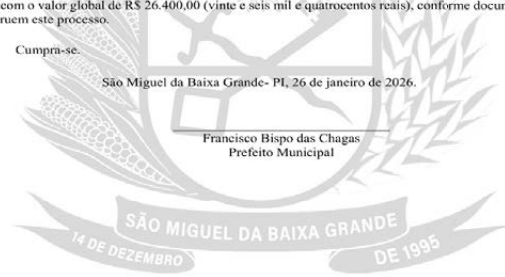 com o valor global de R$ 26.400,00 (vinte e seis mil e quatrocentos reais), conforme docu
ruem este processo.
Cumpra-se.
São Miguel da Baixa Grande- PI, 26 de janeiro de 2026.
Francisco Bispo das Chagas
Prefeito Municipal
SÃO MIGUEL DA BAIXA GRANDE
14 DE DEZEMBRO
DE 1995